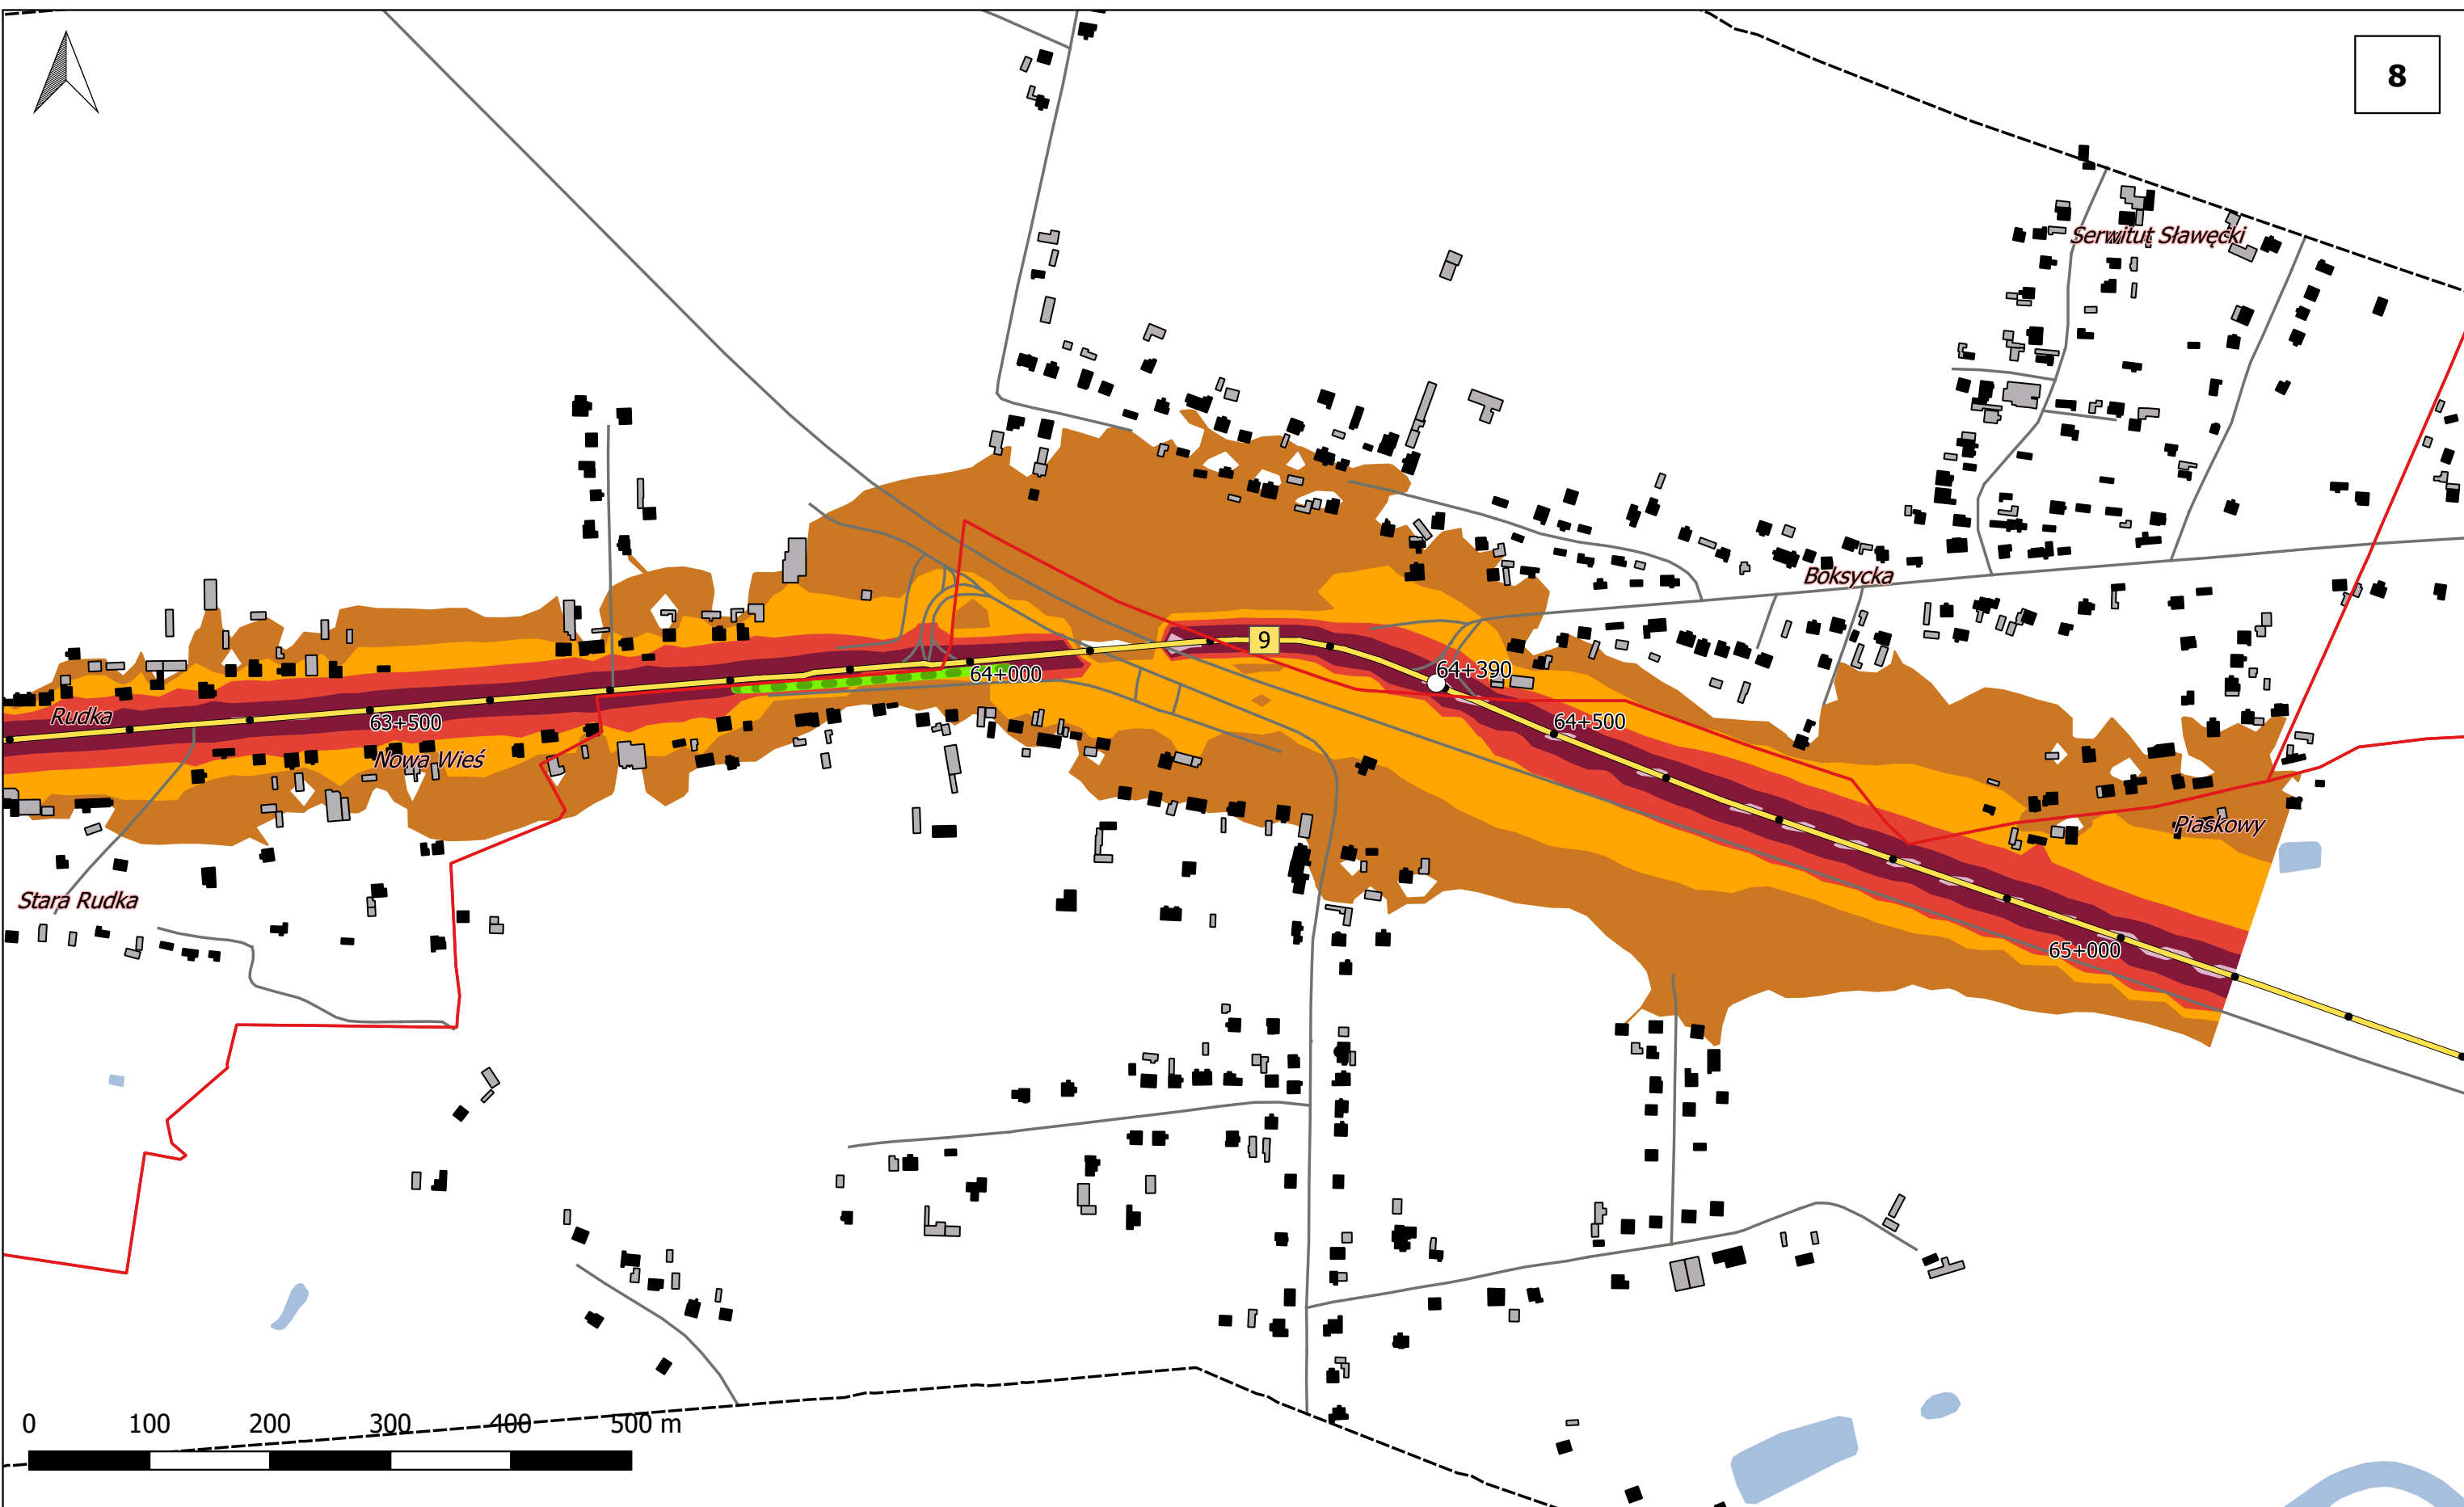 8
Serwitut Sławęcki
Boksycka
9
64+390
64+000
Rudka
63+500
64+500
Nowa Wieś
Piaskowy
Stara Rudka
65+000
0 100 200 300 400 500 m